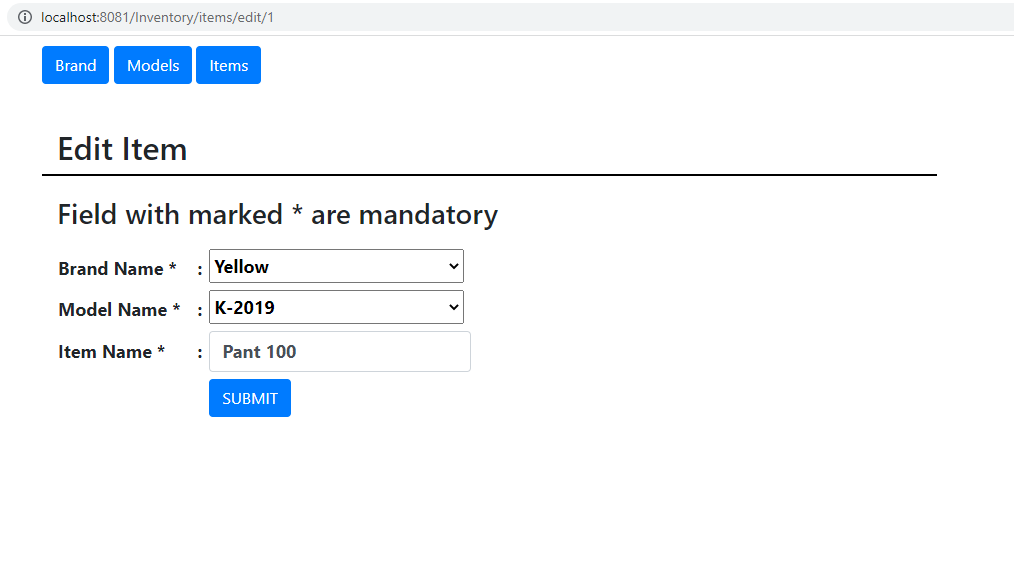 localhost:8081/Inventory/items/edit/1
Brand Models Items
Edit Item
Field with marked * are mandatory
Brand Name * : Yellow
Model Name * : K-2019
Item Name * : Pant 100
SUBMIT